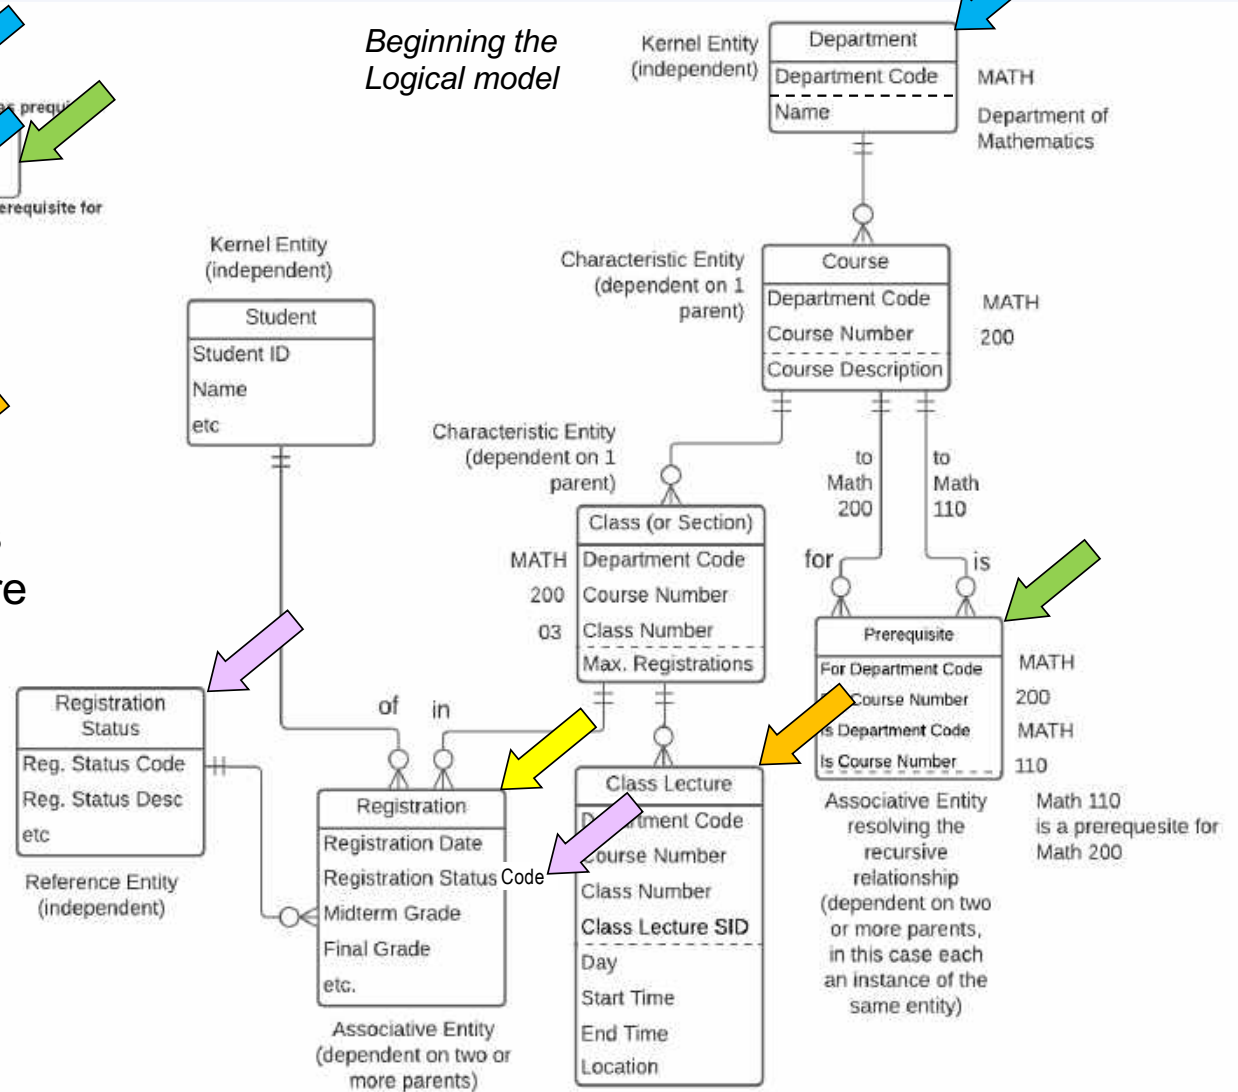 Beginning the
Logical model
Kernel Entity
(independent)
Department
Department Code
Name
MATH
Department of
Mathematics
as prequi
erequisite for
Kernel Entity
(independent)
Student
Student ID
Name
etc
Characteristic Entity
(dependent on 1
parent)
Course
Department Code
Course Number
Course Description
MATH
200
Characteristic Entity
(dependent on 1
parent)
to
Math
200
to
Math
110
for
is
Class (or Section)
MATH Department Code
200 Course Number
03 Class Number
Max. Registrations
re
Prerequisite
For Department Code
Course Number
Is Department Code
Is Course Number
MATH
200
MATH
110
Associative Entity
resolving the
recursive
relationship
(dependent on two
or more parents,
in this case each
an instance of the
same entity)
Math 110
is a prerequesite for
Math 200
Registration
Status
Reg. Status Code
Reg. Status Desc
etc
Reference Entity
(independent)
of
in
Registration
Registration Date
Registration Status Code
Midterm Grade
Final Grade
etc.
Associative Entity
(dependent on two or
more parents)
Class Lecture
Department Code
Course Number
Class Number
Class Lecture SID
Day
Start Time
End Time
Location